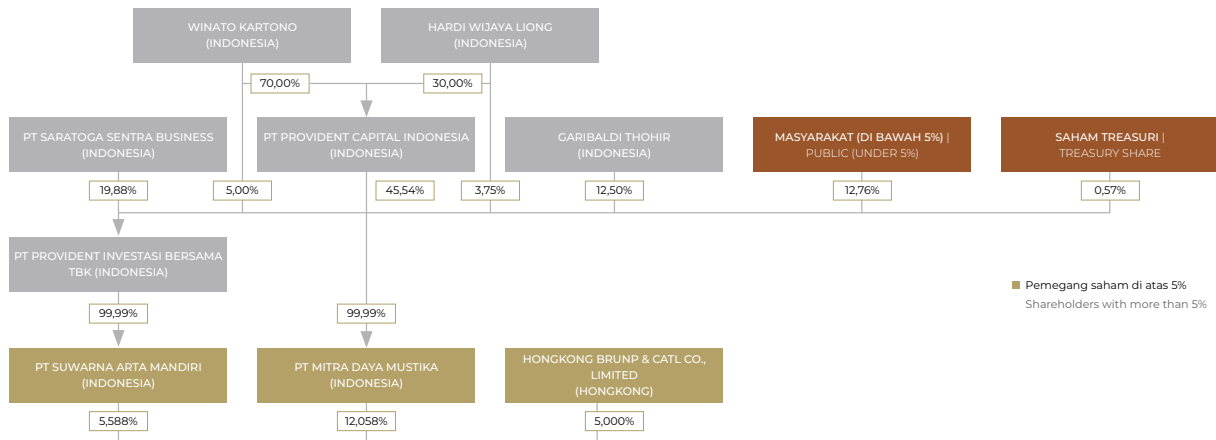 WINATO KARTONO
(INDONESIA)
HARDI WIJAYA LIONG
(INDONESIA)
70,00%
30,00%
PT SARATOGA SENTRA BUSINESS
(INDONESIA)
PT PROVIDENT CAPITAL INDONESIA
(INDONESIA)
GARIBALDI THOHIR
(INDONESIA)
MASYARAKAT (DI BAWAH 5%) |
PUBLIC (UNDER 5%)
SAHAM TREASURI |
TREASURY SHARE
19,88%
5,00%
45,54%
3,75%
12,50%
12,76%
0,57%
PT PROVIDENT INVESTASI BERSAMA
TBK (INDONESIA)
Pemegang saham di atas 5%
Shareholders with more than 5%
99,99%
99,99%
PT SUWARNA ARTA MANDIRI
(INDONESIA)
PT MITRA DAYA MUSTIKA
(INDONESIA)
HONGKONG BRUNP & CATL CO.,
LIMITED
(HONGKONG)
5,588%
12,058%
5,000%